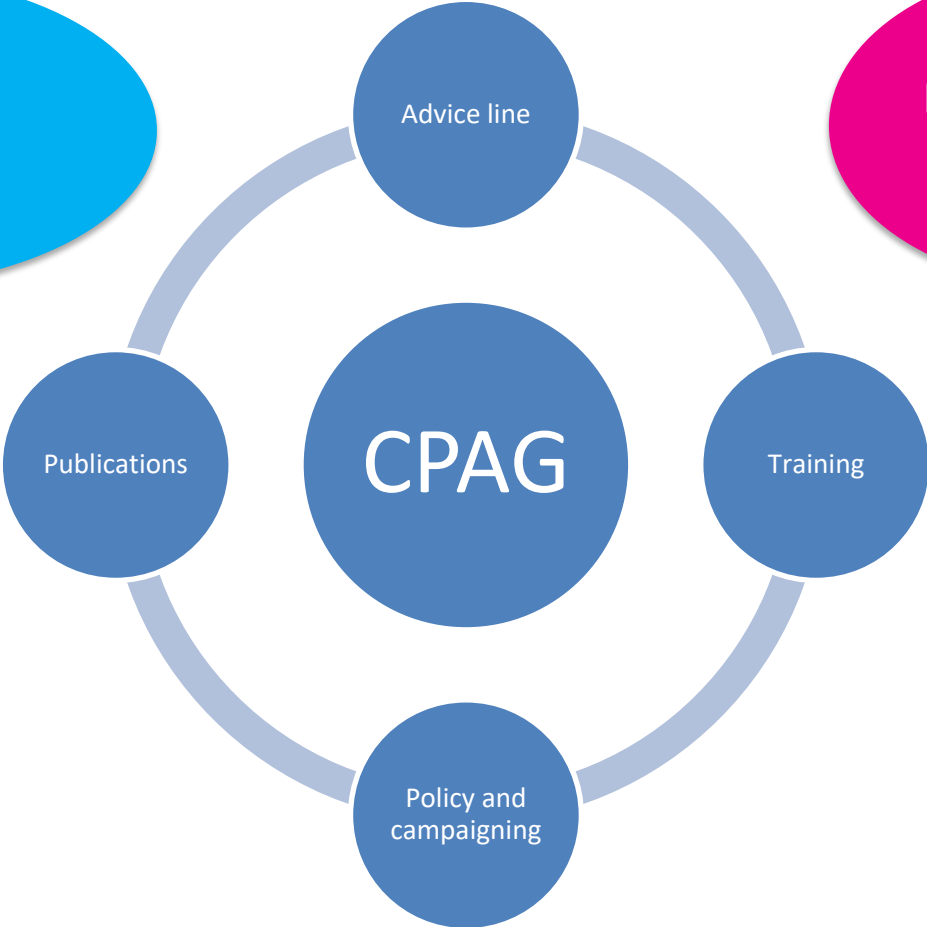 Advice line
CPAG
Publications
Training
Policy and
campaigning